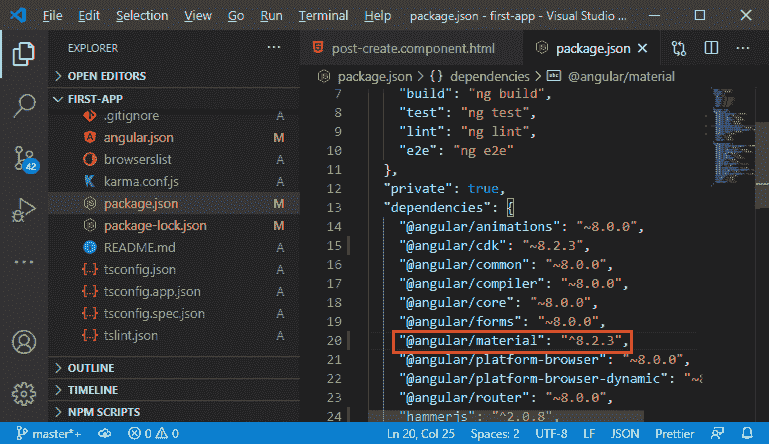 File Edit Selection View Go Run Terminal Help package.json - first-app - Visual Studio ...
EXPLORER
OPEN EDITORS
FIRST-APP
.gitignore A
angular.json M
browserslist A
karma.conf.js A
package.json M
package-lock.json M
README.md A
tsconfig.json A
tsconfig.app.json A
tsconfig.spec.json A
tslint.json A
OUTLINE
TIMELINE
NPM SCRIPTS
42
post-create.component.html package.json
package.json > {} dependencies > @angular/material
7 "build": "ng build",
8 "test": "ng test",
9 "lint": "ng lint",
10 "e2e": "ng e2e"
11 },
12 "private": true,
13 "dependencies": {
14 "@angular/animations": "~8.0.0",
15 "@angular/cdk": "~8.2.3",
16 "@angular/common": "~8.0.0",
17 "@angular/compiler": "~8.0.0",
18 "@angular/core": "~8.0.0",
19 "@angular/forms": "~8.0.0",
20 "@angular/material": "^8.2.3",
21 "@angular/platform-browser": "~8.0.0",
22 "@angular/platform-browser-dynamic": "~8
23 "@angular/router": "~8.0.0",
24 "hammerjs": "^2.0.8",
master*+ 0 0 Ln 20, Col 25 Spaces: 2 UTF-8 LF JSON Prettier